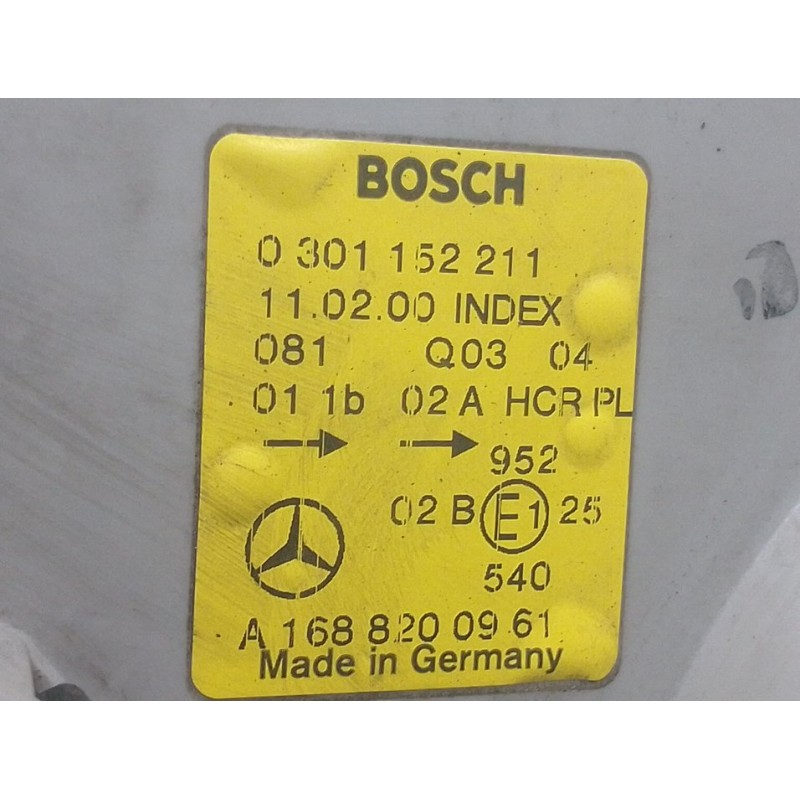 BOSCH
0 301 152 211
11.02.00 INDEX
081 Q03 04
01 1b 02 A HCR PL
952
02 B E1 25
540
A 168 820 09 61
Made in Germany